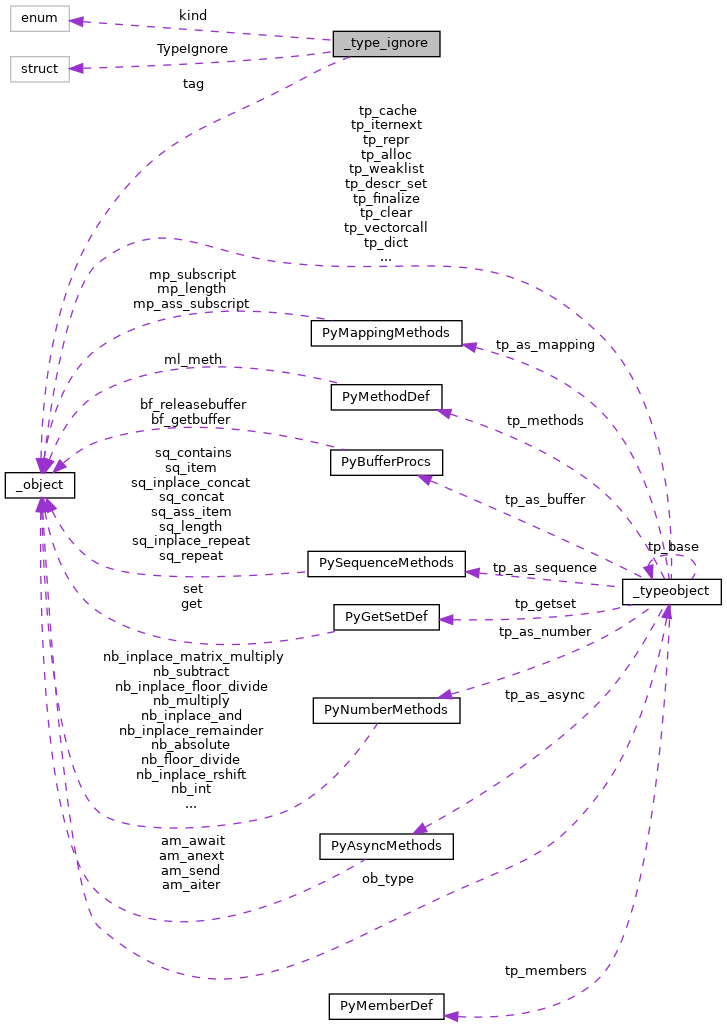 kind
enum
_type_ignore
TypeIgnore
struct
tag
tp_cache
tp_iternext
tp_repr
tp_alloc
tp_weaklist
tp_descr_set
tp_finalize
tp_clear
tp_vectorcall
tp_dict
...
mp_subscript
mp_length
mp_ass_subscript
PyMappingMethods
tp_as_mapping
ml_meth
PyMethodDef
tp_methods
bf_releasebuffer
bf_getbuffer
PyBufferProcs
tp_as_buffer
_object
sq_contains
sq_item
sq_inplace_concat
sq_concat
sq_ass_item
sq_length
sq_inplace_repeat
sq_repeat
PySequenceMethods
tp_as_sequence
tp_base
_typeobject
set
get
PyGetSetDef
tp_getset
tp_as_number
nb_inplace_matrix_multiply
nb_subtract
nb_inplace_floor_divide
nb_multiply
nb_inplace_and
nb_inplace_remainder
nb_absolute
nb_floor_divide
nb_inplace_rshift
nb_int
...
PyNumberMethods
tp_as_async
am_await
am_anext
am_send
am_aiter
PyAsyncMethods
ob_type
tp_members
PyMemberDef